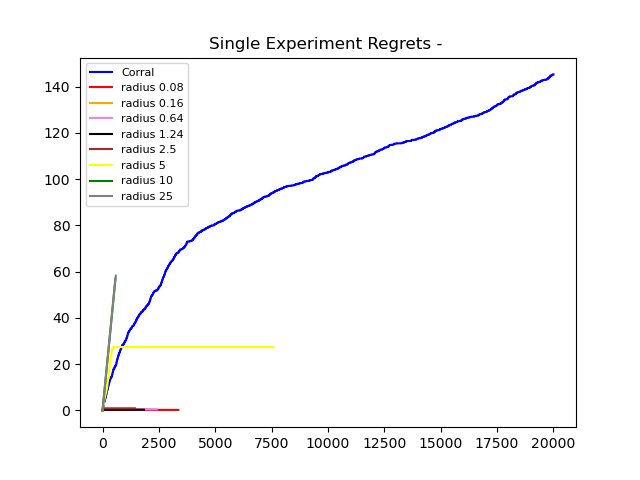 Single Experiment Regrets -
Corral
radius 0.08
radius 0.16
radius 0.64
radius 1.24
radius 2.5
radius 5
radius 10
radius 25
140
120
100
80
60
40
20
0
0 2500 5000 7500 10000 12500 15000 17500 20000